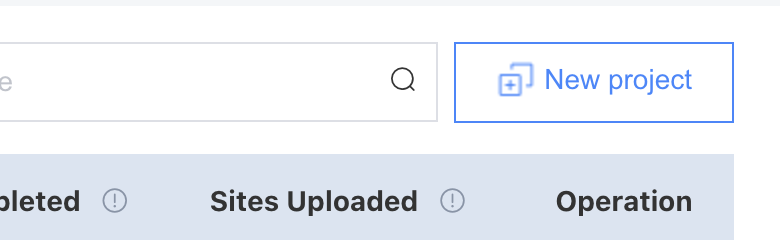 e
New project
pleted
Sites Uploaded
Operation